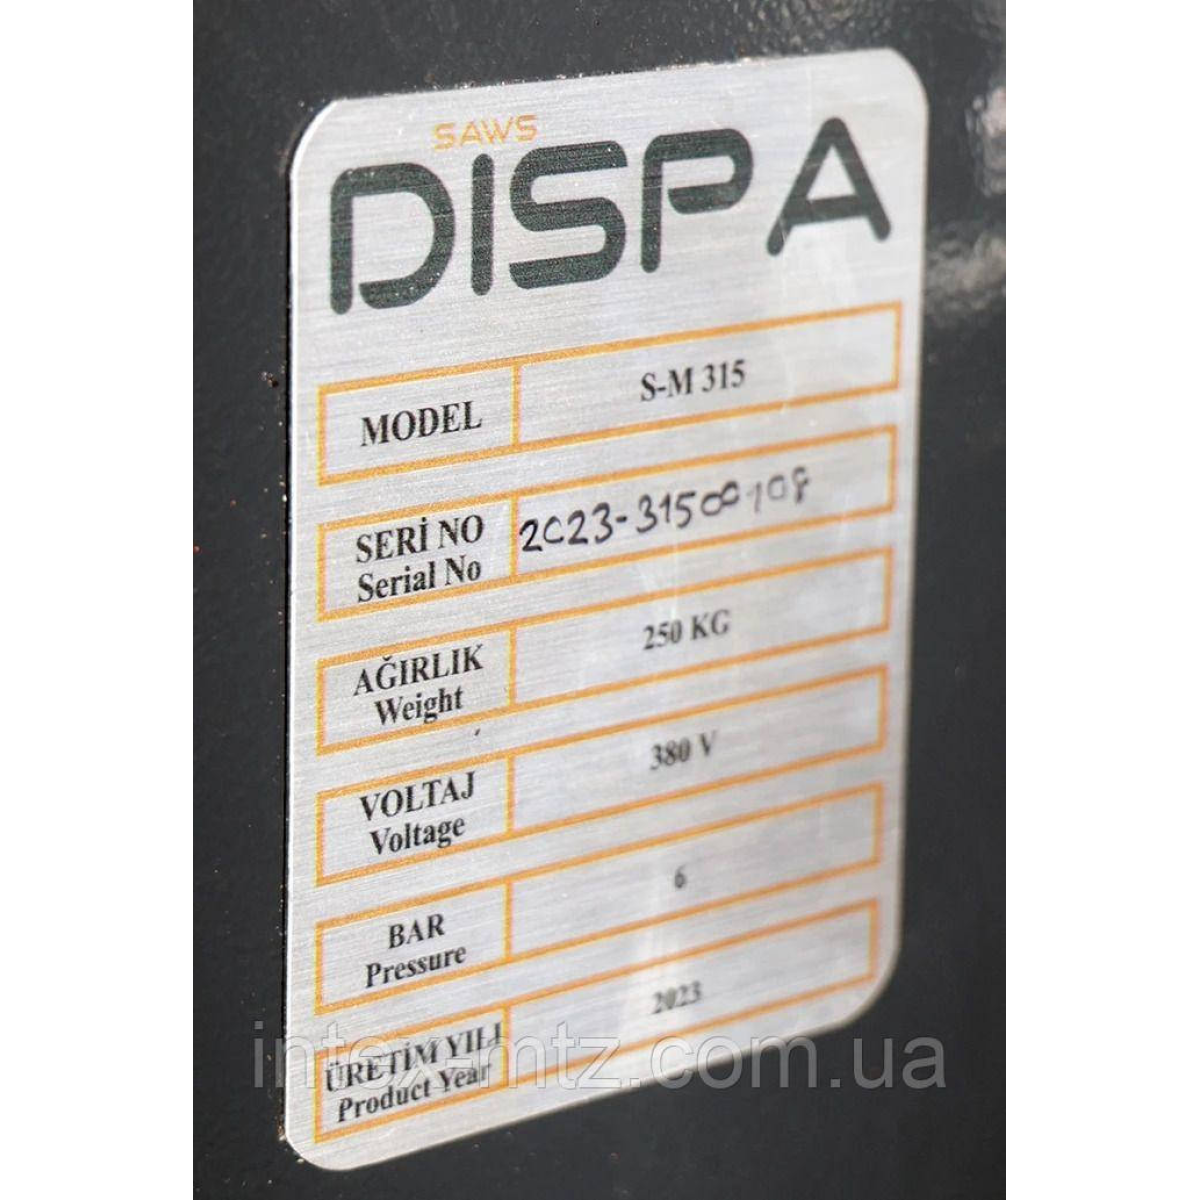 SAWS
DISPA
MODEL S-M 315
SERİ NO
Serial No 2023-31500108
AĞIRLIK
Weight 250 KG
VOLTAJ
Voltage 380 V
BAR
Pressure 6
ÜRETİM YILI
Product Year 2023
intex-mtz.com.ua